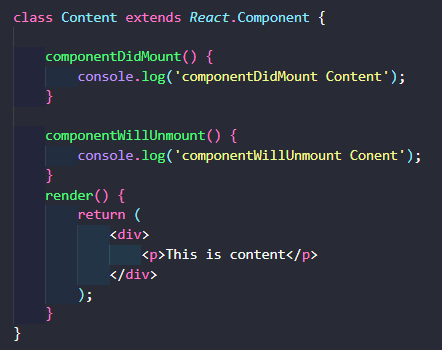 class Content extends React.Component {
componentDidMount() {
console.log('componentDidMount Content');
}
componentWillUnmount() {
console.log('componentWillUnmount Conent');
}
render() {
return (
<div>
<p>This is content</p>
</div>
);
}
}